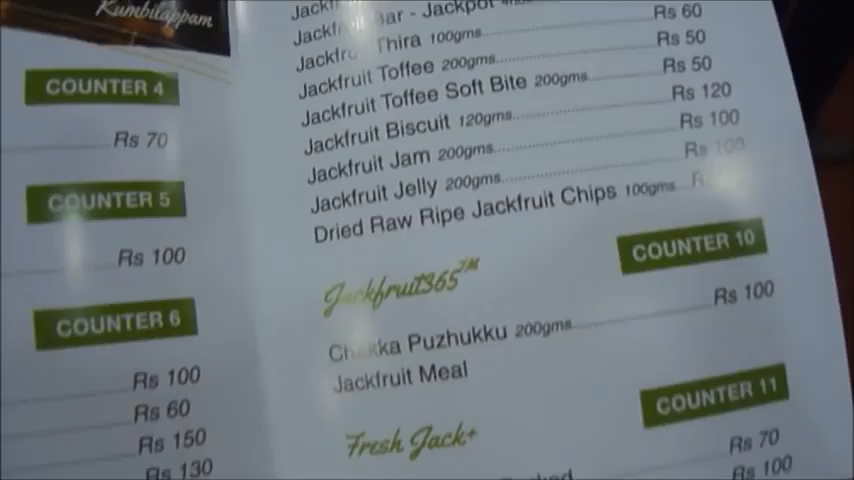 Kumbilappam
COUNTER 4
Rs 70
COUNTER 5
Rs 100
COUNTER 6
Rs 100
Rs 60
Rs 150
Rs 130
Bar - Jackpot
Thira 100gms Rs 60
Jackfruit Toffee 200gms Rs 50
Jackfruit Toffee Soft Bite 200gms Rs 50
Jackfruit Biscuit 120gms Rs 120
Jackfruit Jam 200gms Rs 100
Jackfruit Jelly 200gms Rs 100
Dried Raw Ripe Jackfruit Chips 100gms
Jackfruit365™ COUNTER 10
Chakka Puzhukku 200gms Rs 100
Jackfruit Meal
Fresh Jack+ COUNTER 11
Rs 70
Rs 100